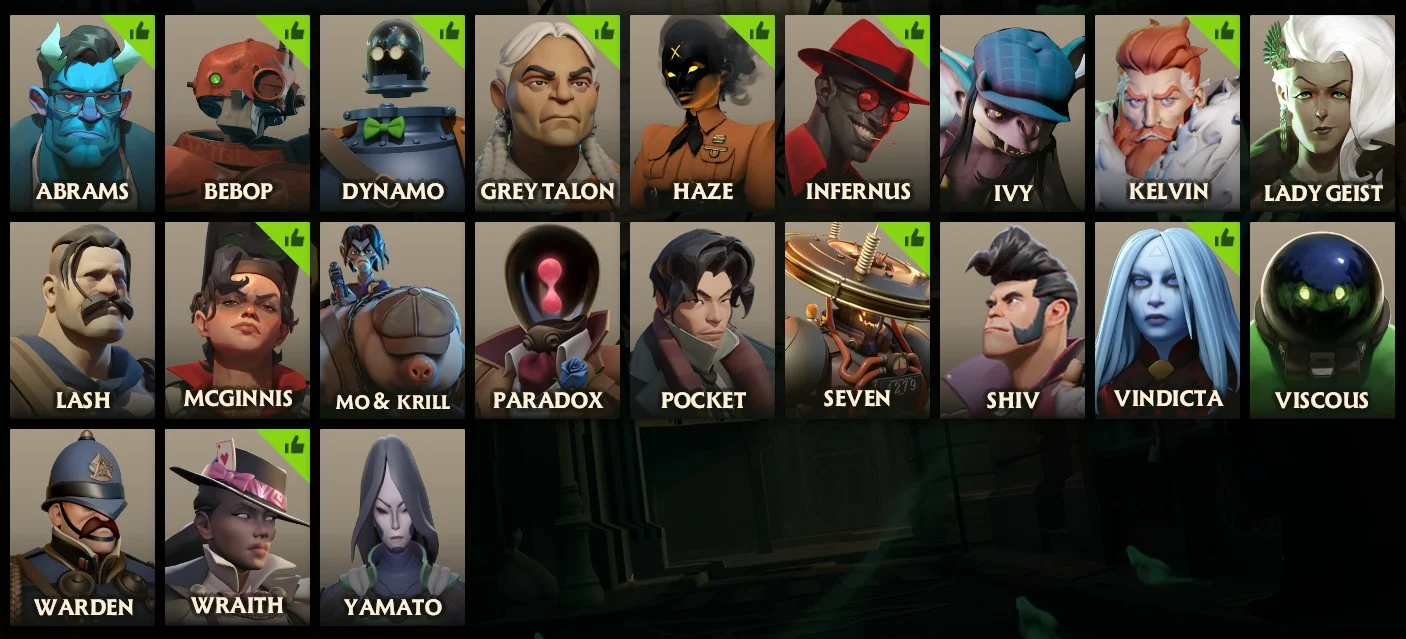 ABRAMS
BEBOP
DYNAMO
GREY TALON
HAZE
INFERNUS
IVY
KELVIN
LADY GEIST
LASH
MCGINNIS
MO & KRILL
PARADOX
POCKET
SEVEN
1279
SHIV
VINDICTA
VISCOUS
WARDEN
WRAITH
YAMATO